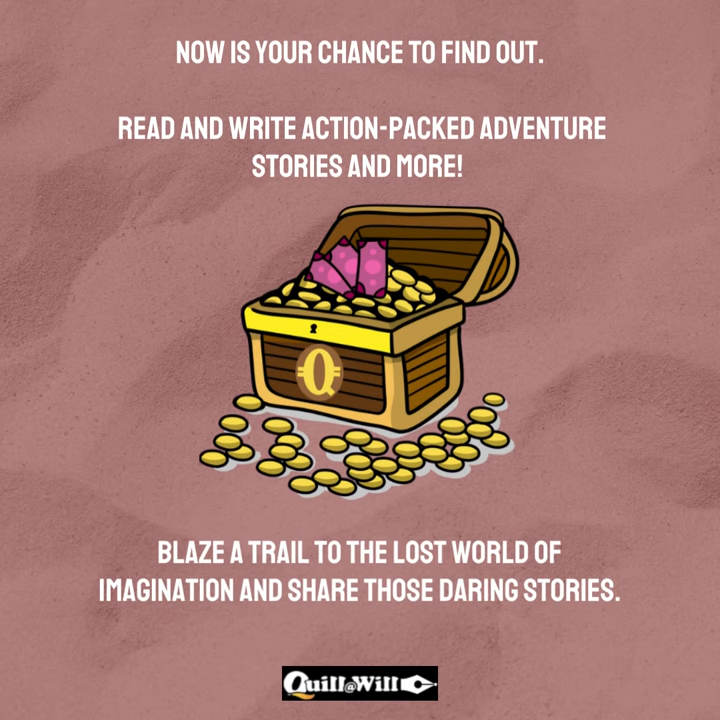 NOW IS YOUR CHANCE TO FIND OUT.
READ AND WRITE ACTION-PACKED ADVENTURE
STORIES AND MORE!
Q
BLAZE A TRAIL TO THE LOST WORLD OF
IMAGINATION AND SHARE THOSE DARING STORIES.
Quill@Will